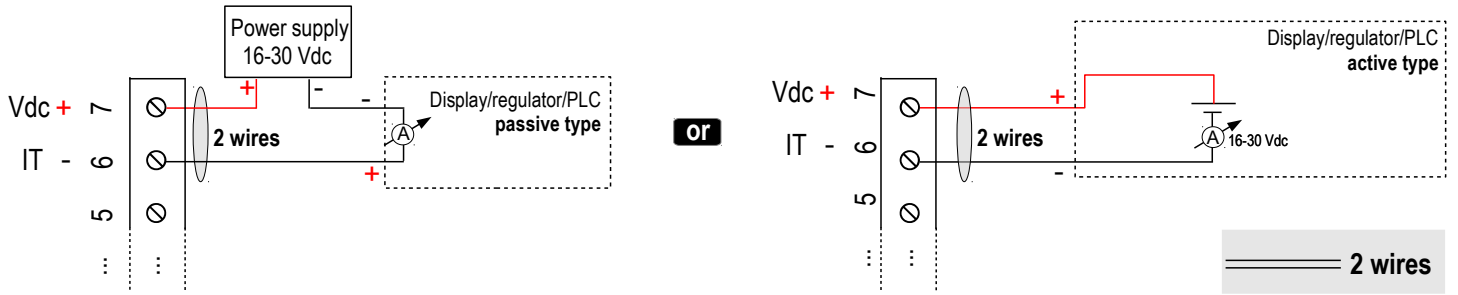 Power supply
16-30 Vdc
+
-
-
Display/regulator/PLC
passive type
Vdc + 7
A
2 wires
IT - 6
+
5
...
...
or
Display/regulator/PLC
active type
Vdc + 7
+
A
16-30 Vdc
2 wires
IT - 6
-
5
...
...
2 wires